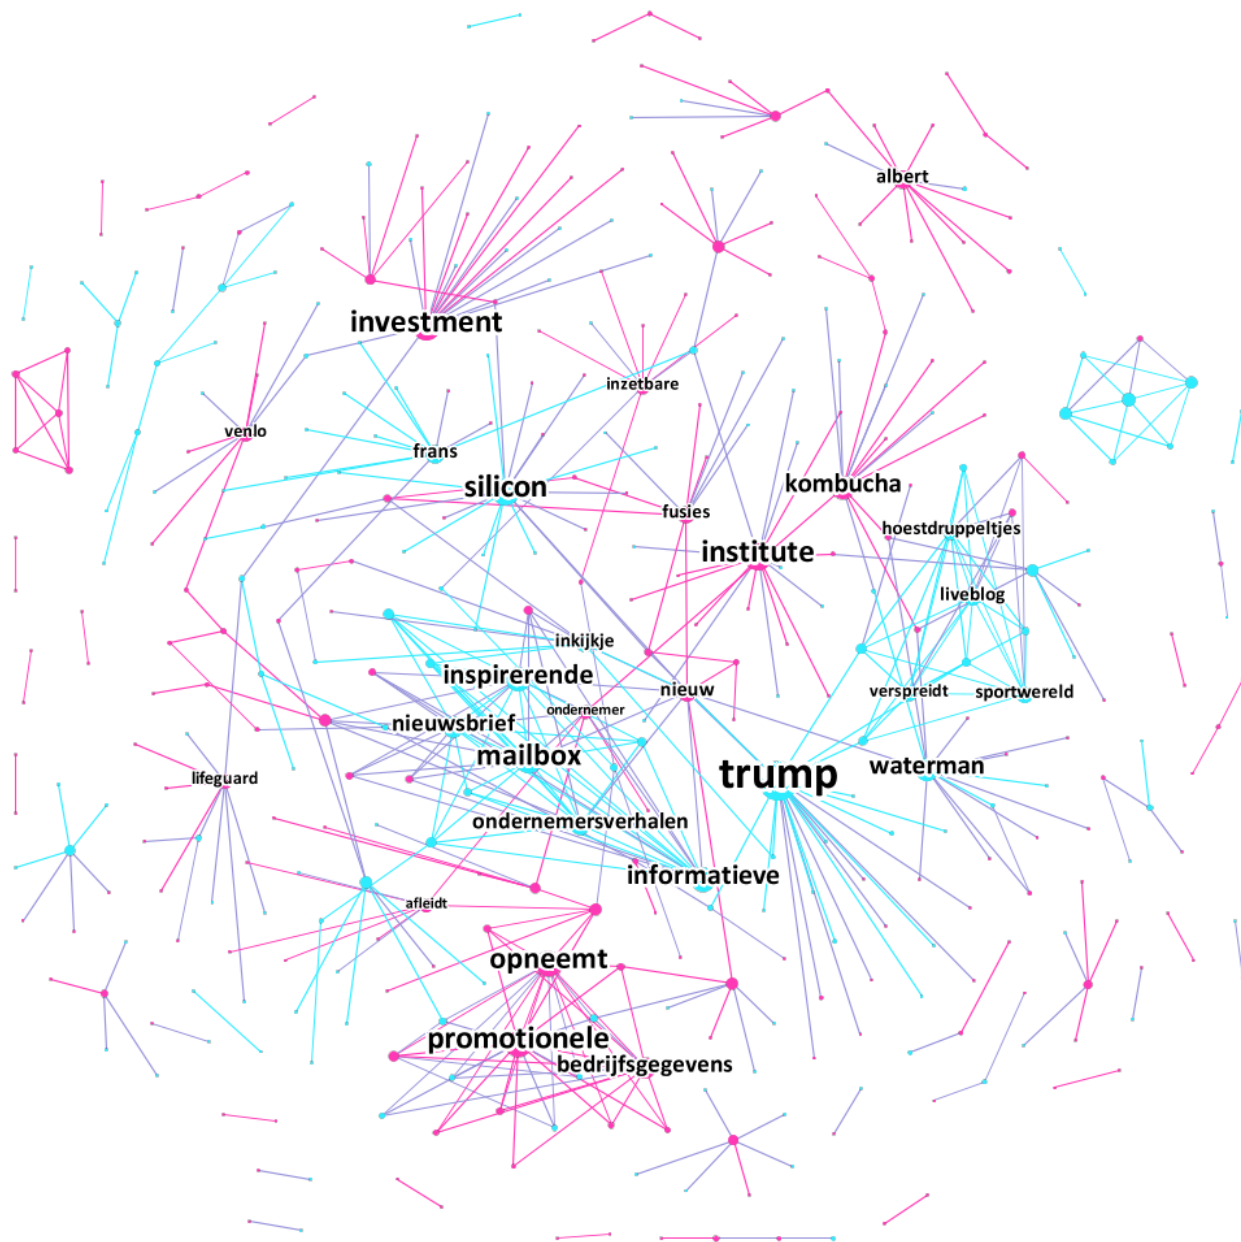 albert
investment
inzetbare
venlo
frans
silicon
kombucha
fusies
hoestdruppeltjes
institute
liveblog
inkijkje
inspirerende
nieuw
verspreidt
sportwereld
ondernemer
nieuwsbrief
mailbox
trump
waterman
lifeguard
ondernemersverhalen
informatieve
afleidt
opneemt
promotionele
bedrijfsgegevens